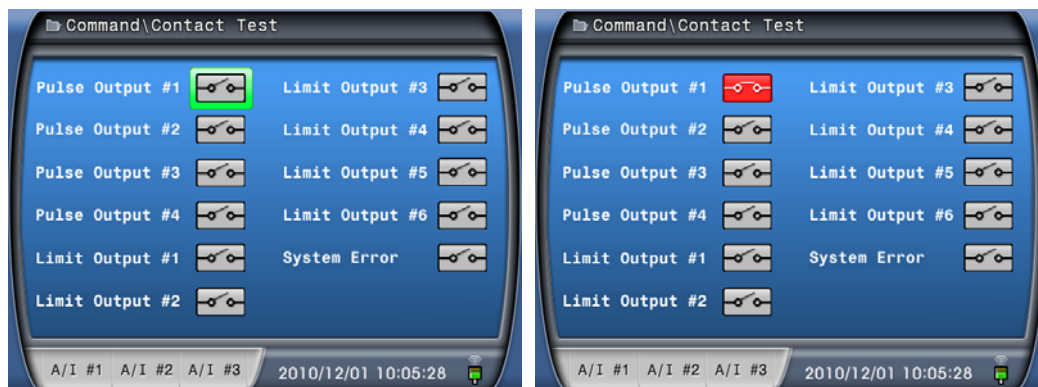 Command\Contact Test
Pulse Output #1
Limit Output #3
Pulse Output #2
Limit Output #4
Pulse Output #3
Limit Output #5
Pulse Output #4
Limit Output #6
Limit Output #1
System Error
Limit Output #2
A/I #1 A/I #2 A/I #3 2010/12/01 10:05:28
Command\Contact Test
Pulse Output #1
Limit Output #3
Pulse Output #2
Limit Output #4
Pulse Output #3
Limit Output #5
Pulse Output #4
Limit Output #6
Limit Output #1
System Error
Limit Output #2
A/I #1 A/I #2 A/I #3 2010/12/01 10:05:28